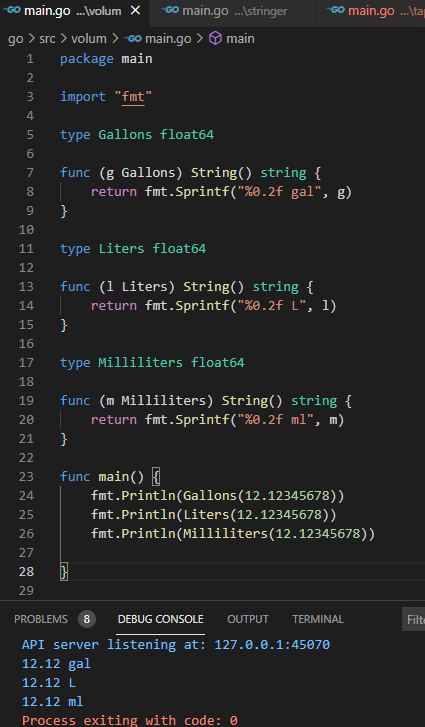 GO main.go ...\volum × GO main.go ...\stringer GO main.go ...\tap
go > src > volum > GO main.go > main
1 package main
2
3 import "fmt"
4
5 type Gallons float64
6
7 func (g Gallons) String() string {
8 return fmt.Sprintf("%0.2f gal", g)
9 }
10
11 type Liters float64
12
13 func (l Liters) String() string {
14 return fmt.Sprintf("%0.2f L", l)
15 }
16
17 type Milliliters float64
18
19 func (m Milliliters) String() string {
20 return fmt.Sprintf("%0.2f ml", m)
21 }
22
23 func main() {
24 fmt.Println(Gallons(12.12345678))
25 fmt.Println(Liters(12.12345678))
26 fmt.Println(Milliliters(12.12345678))
27
28 }
29
PROBLEMS 8 DEBUG CONSOLE OUTPUT TERMINAL Filte
API server listening at: 127.0.0.1:45070
12.12 gal
12.12 L
12.12 ml
Process exiting with code: 0